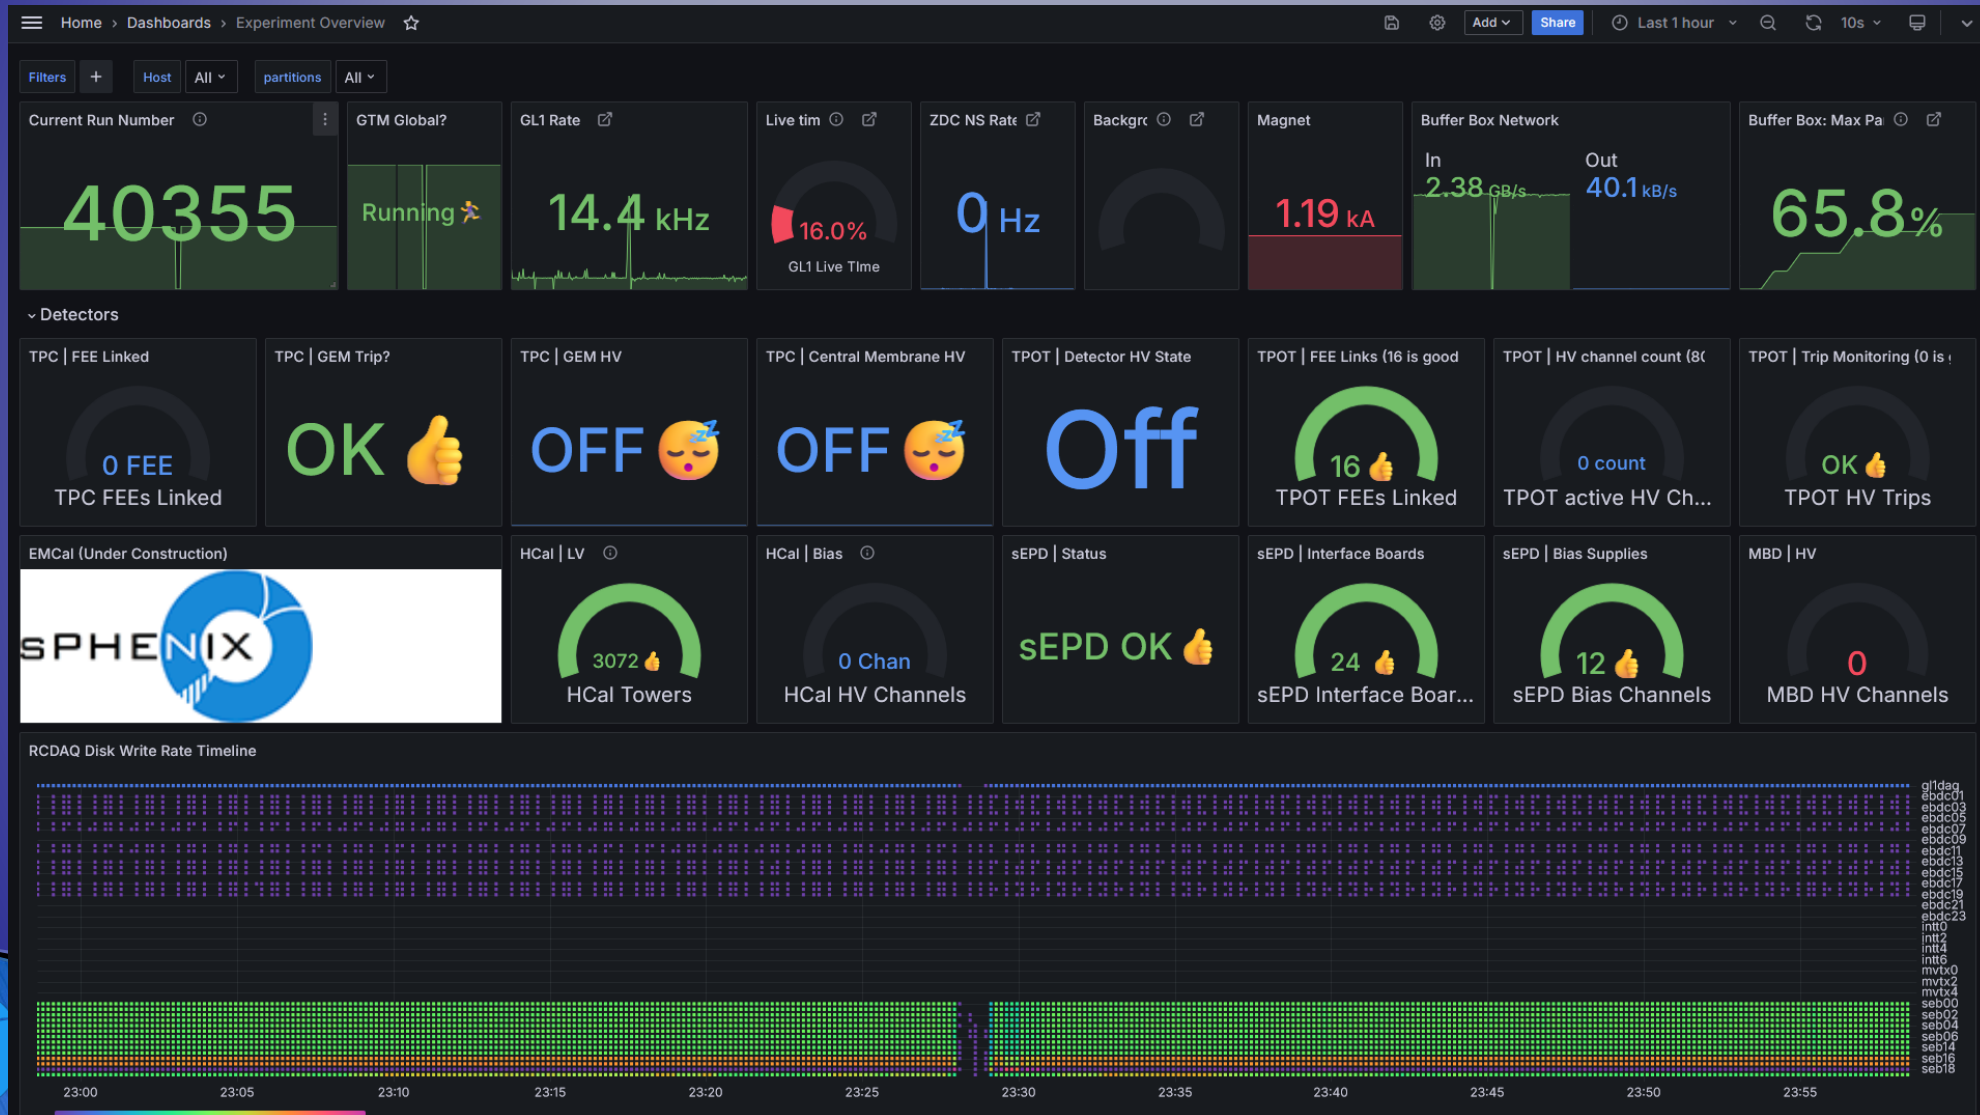 Home › Dashboards › Experiment Overview
Add
Share
Last 1 hour
10s
Filters
+
Host
All
partitions
All
Current Run Number
40355
GTM Global?
Running
GL1 Rate
14.4 kHz
Live tim
16.0%
GL1 Live TIme
ZDC NS Rate
0 Hz
Backgrc
Magnet
1.19 kA
Buffer Box Network
In
2.38 GB/s
Out
40.1 kB/s
Buffer Box: Max Pa
65.8%
Detectors
TPC | FEE Linked
0 FEE
TPC FEEs Linked
TPC | GEM Trip?
OK
TPC | GEM HV
OFF
TPC | Central Membrane HV
OFF
TPOT | Detector HV State
Off
TPOT | FEE Links (16 is good
16
TPOT FEEs Linked
TPOT | HV channel count (80
0 count
TPOT active HV Ch...
TPOT | Trip Monitoring (0 is
OK
TPOT HV Trips
EMCal (Under Construction)
sPHENIX
HCal | LV
3072
HCal Towers
HCal | Bias
0 Chan
HCal HV Channels
sEPD | Status
sEPD OK
sEPD | Interface Boards
24
sEPD Interface Boar...
sEPD | Bias Supplies
12
sEPD Bias Channels
MBD | HV
0
MBD HV Channels
RCDAQ Disk Write Rate Timeline
gl1daq
ebdc01
ebdc03
ebdc05
ebdc07
ebdc09
ebdc11
ebdc13
ebdc15
ebdc17
ebdc19
ebdc21
ebdc23
intt0
intt2
intt4
intt6
mvtx0
mvtx2
mvtx4
seb00
seb02
seb04
seb06
seb14
seb16
seb18
23:00 23:05 23:10 23:15 23:20 23:25 23:30 23:35 23:40 23:45 23:50 23:55